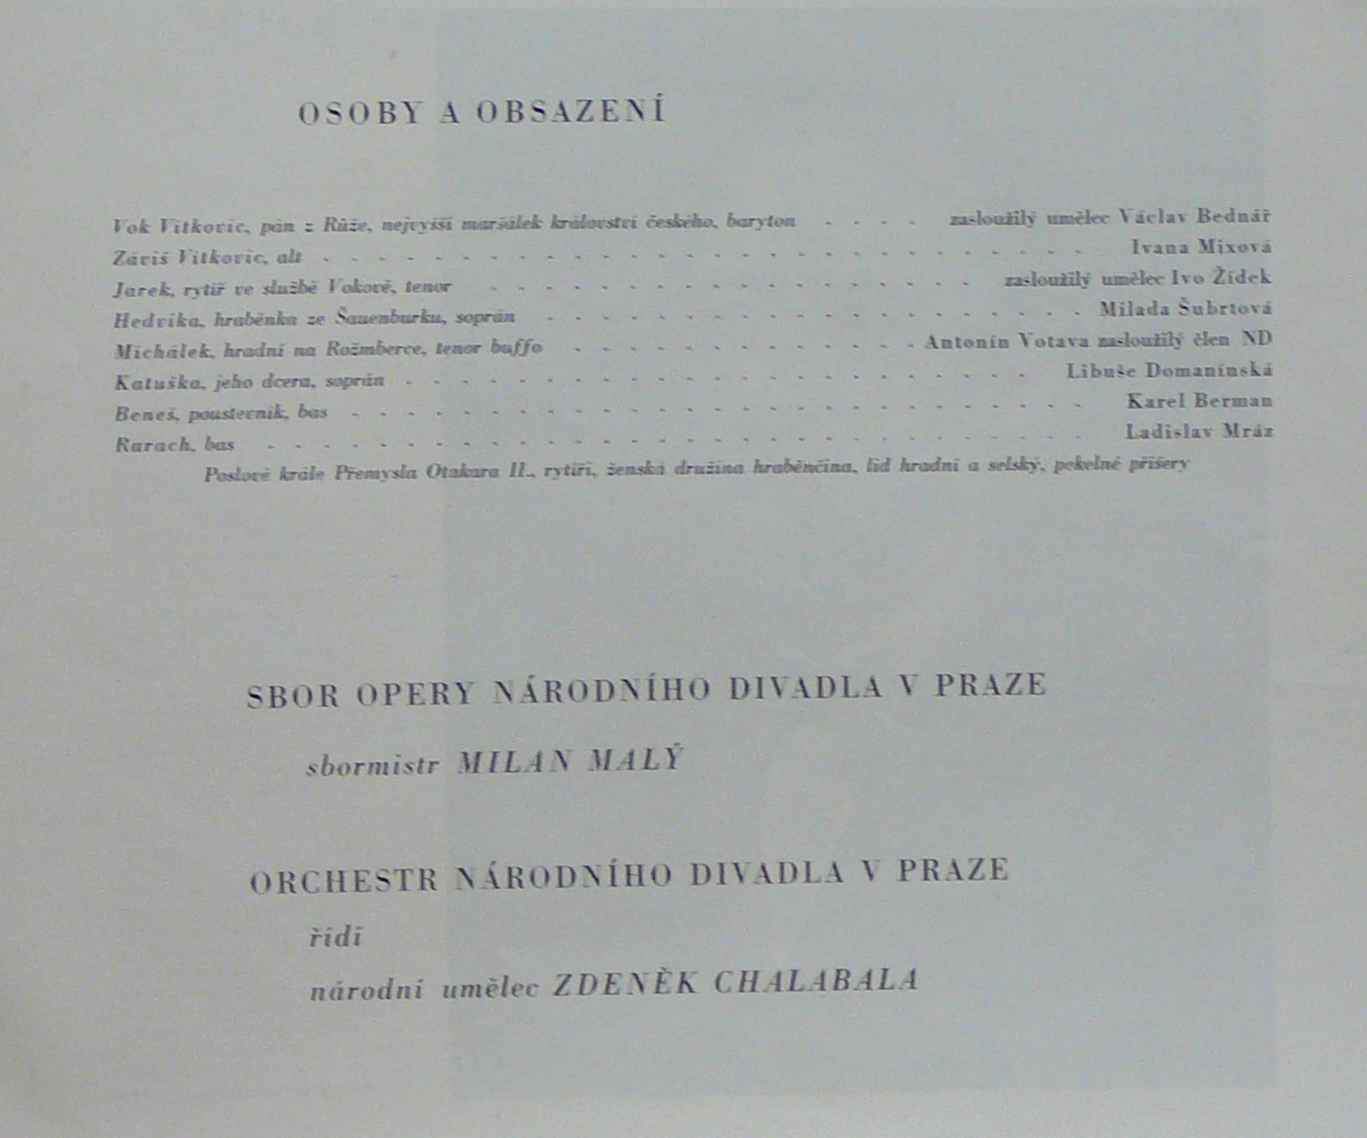 OSOBY A OBSAZENÍ
Vok Vítkovic, pán z Růže, nejvyšší maršálek království českého, baryton . . . . zasloužilý umělec Václav Bednář
Záviš Vítkovic, alt . . . . . . . . . . . . . . . . . . . . . . . . . . . . Ivana Mixová
Jarek, rytíř ve službě Vokově, tenor . . . . . . . . . . . . . . . . . . zasloužilý umělec Ivo Žídek
Hedvika, hraběnka ze Šauenburku, soprán . . . . . . . . . . . . . . . . . . . . Milada Šubrtová
Michálek, hradní na Rožmberce, tenor buffo . . . . . . . . . . . . . Antonín Votava zasloužilý člen ND
Katuška, jeho dcera, soprán . . . . . . . . . . . . . . . . . . . . . . . Libuše Domanínská
Beneš, poustevník, bas . . . . . . . . . . . . . . . . . . . . . . . . . . . Karel Berman
Rarach, bas . . . . . . . . . . . . . . . . . . . . . . . . . . . . . . Ladislav Mráz
Poslové krále Přemysla Otakara II., rytíři, ženská družina hraběnčina, lid hradní a selský, pekelné příšery
SBOR OPERY NÁRODNÍHO DIVADLA V PRAZE
sbormistr MILAN MALÝ
ORCHESTR NÁRODNÍHO DIVADLA V PRAZE
řídí
národní umělec ZDENĚK CHALABALA